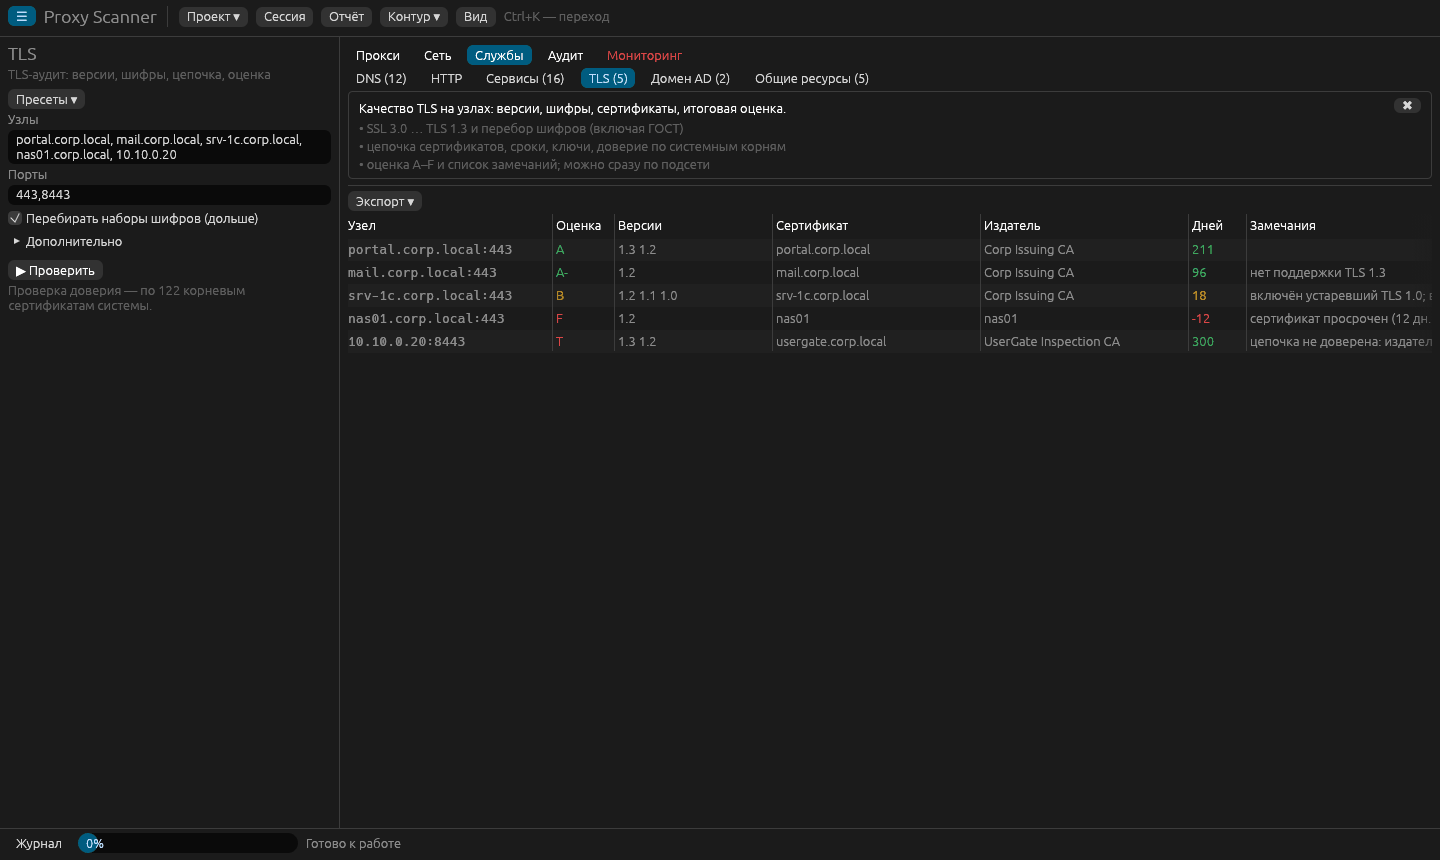 ☰ Proxy Scanner Проект ▾ Сессия Отчёт Контур ▾ Вид Ctrl+K — переход
TLS
TLS-аудит: версии, шифры, цепочка, оценка
Пресеты ▾
Узлы
portal.corp.local, mail.corp.local, srv-1c.corp.local,
nas01.corp.local, 10.10.0.20
Порты
443,8443
Перебирать наборы шифров (дольше)
▸ Дополнительно
▶ Проверить
Проверка доверия — по 122 корневым
сертификатам системы.
Прокси Сеть Службы Аудит Мониторинг
DNS (12) HTTP Сервисы (16) TLS (5) Домен AD (2) Общие ресурсы (5)
Качество TLS на узлах: версии, шифры, сертификаты, итоговая оценка. ✖
• SSL 3.0 … TLS 1.3 и перебор шифров (включая ГОСТ)
• цепочка сертификатов, сроки, ключи, доверие по системным корням
• оценка A–F и список замечаний; можно сразу по подсети
Экспорт ▾
Узел Оценка Версии Сертификат Издатель Дней Замечания
portal.corp.local:443 A 1.3 1.2 portal.corp.local Corp Issuing CA 211
mail.corp.local:443 A- 1.2 mail.corp.local Corp Issuing CA 96 нет поддержки TLS 1.3
srv-1c.corp.local:443 B 1.2 1.1 1.0 srv-1c.corp.local Corp Issuing CA 18 включён устаревший TLS 1.0;
nas01.corp.local:443 F 1.2 nas01 nas01 -12 сертификат просрочен (12 дн.
10.10.0.20:8443 T 1.3 1.2 usergate.corp.local UserGate Inspection CA 300 цепочка не доверена: издател
Журнал 0% Готово к работе